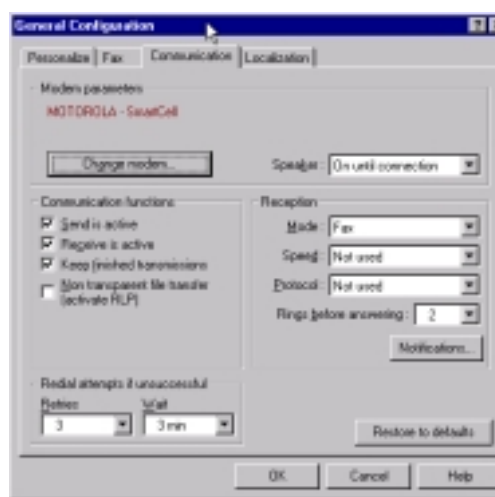 General Configuration
Personalize Fax Communication Localization
Modem parameters
MOTOROLA - SmartCell
Change modem...
Speaker: On until connection
Communication functions
Send is active
Receive is active
Keep finished transmissions
Non transparent file transfer
(activate RLP)
Reception
Mode: Fax
Speed: Not used
Protocol: Not used
Rings before answering: 2
Notifications...
Redial attempts if unsuccessful
Retries Wait
3 3 min
Restore to defaults
OK Cancel Help